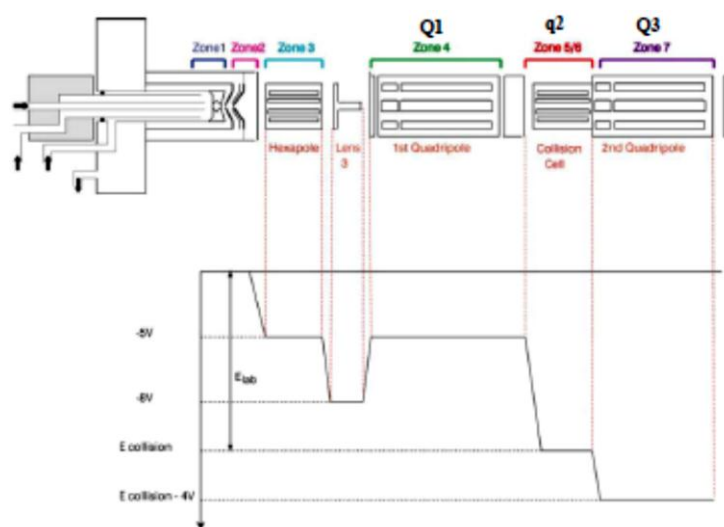 Q1 q2 Q3
Zone1 Zone2 Zone 3 Zone 4 Zone 5/6 Zone 7
Hexapole Lens 1st Quadripole Collision 2nd Quadripole
3 Cell
-5V
E lab
-8V
E collision
E collision - 4V